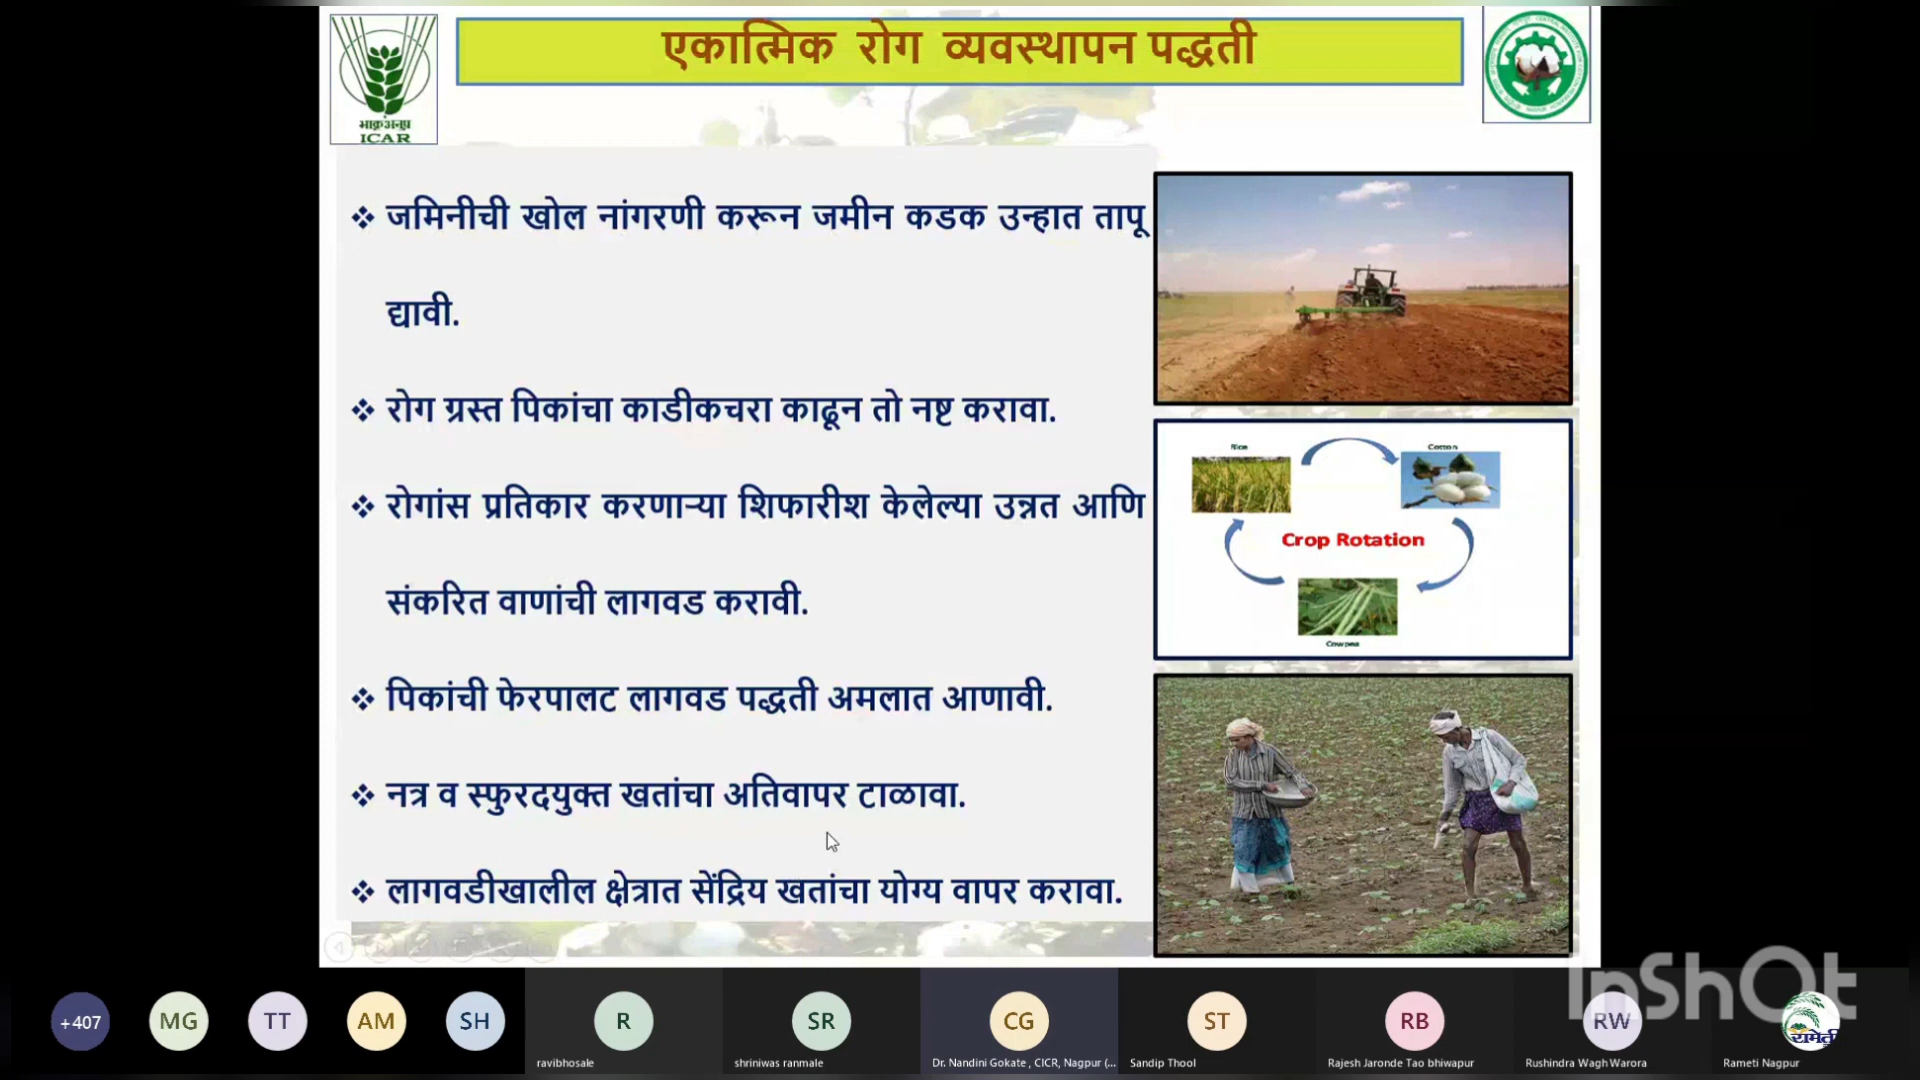 एकात्मिक रोग व्यवस्थापन पद्धती
भाकृअनुप
ICAR
❖ जमिनीची खोल नांगरणी करून जमीन कडक उन्हात तापू
द्यावी.
❖ रोग ग्रस्त पिकांचा काडीकचरा काढून तो नष्ट करावा.
❖ रोगांस प्रतिकार करणाऱ्या शिफारीश केलेल्या उन्नत आणि
संकरित वाणांची लागवड करावी.
❖ पिकांची फेरपालट लागवड पद्धती अमलात आणावी.
❖ नत्र व स्फुरदयुक्त खतांचा अतिवापर टाळावा.
❖ लागवडीखालील क्षेत्रात सेंद्रिय खतांचा योग्य वापर करावा.
Rice
Cotton
Crop Rotation
Cowpea
InShOt
+407
MG
TT
AM
SH
R
SR
CG
ST
RB
RW
रामेती
ravibhosale
shriniwas ranmale
Dr. Nandini Gokate , CICR, Nagpur (...
Sandip Thool
Rajesh Jaronde Tao bhiwapur
Rushindra Wagh Warora
Rameti Nagpur